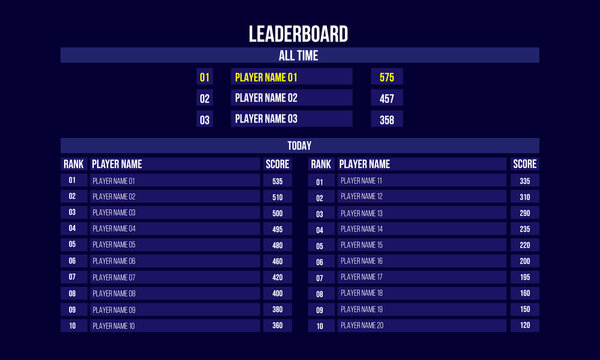 LEADERBOARD
ALL TIME
01 PLAYER NAME 01 575
02 PLAYER NAME 02 457
03 PLAYER NAME 03 358
TODAY
RANK PLAYER NAME SCORE
01 PLAYER NAME 01 535
02 PLAYER NAME 02 510
03 PLAYER NAME 03 500
04 PLAYER NAME 04 495
05 PLAYER NAME 05 480
06 PLAYER NAME 06 460
07 PLAYER NAME 07 420
08 PLAYER NAME 08 400
09 PLAYER NAME 09 380
10 PLAYER NAME 10 360
RANK PLAYER NAME SCORE
01 PLAYER NAME 11 335
02 PLAYER NAME 12 310
03 PLAYER NAME 13 290
04 PLAYER NAME 14 235
05 PLAYER NAME 15 220
06 PLAYER NAME 16 200
07 PLAYER NAME 17 195
08 PLAYER NAME 18 160
09 PLAYER NAME 19 150
10 PLAYER NAME 20 120